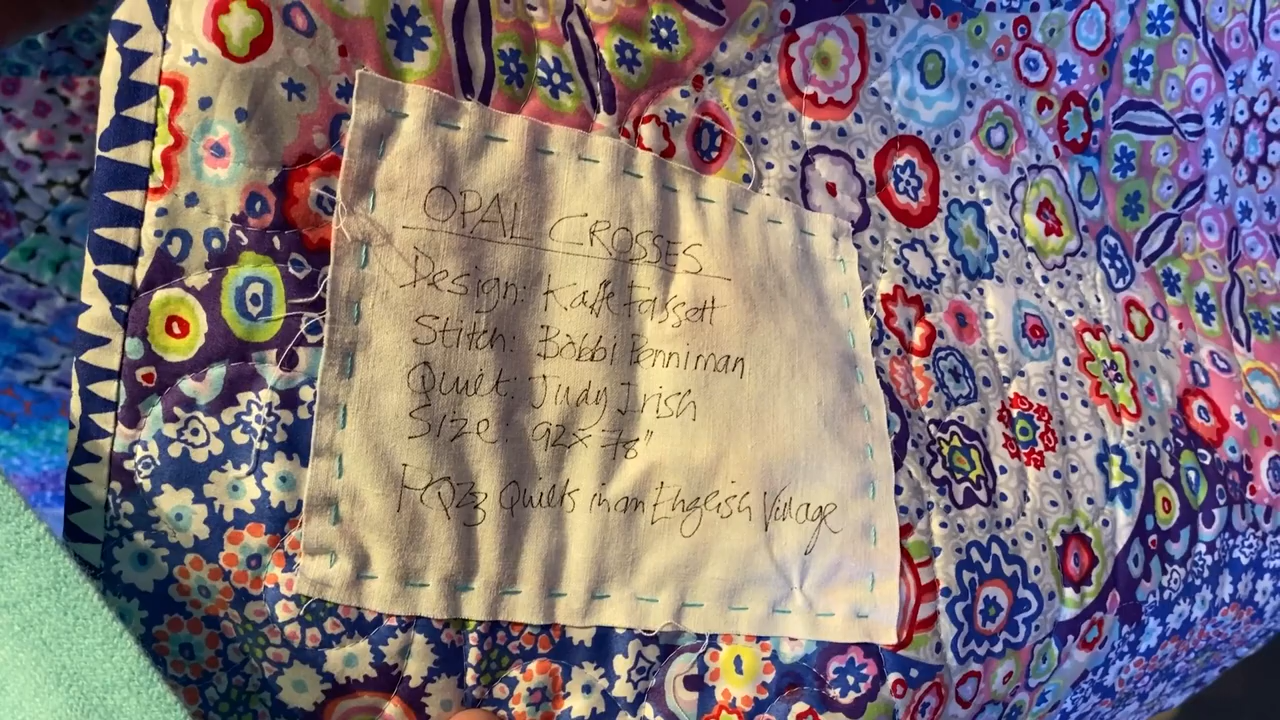 OPAL CROSSES
Design: Kaffe Fassett
Stitch: Bobbi Penniman
Quilt: Judy Irish
Size: 92x78"
PQ23 Quilts in an English Village